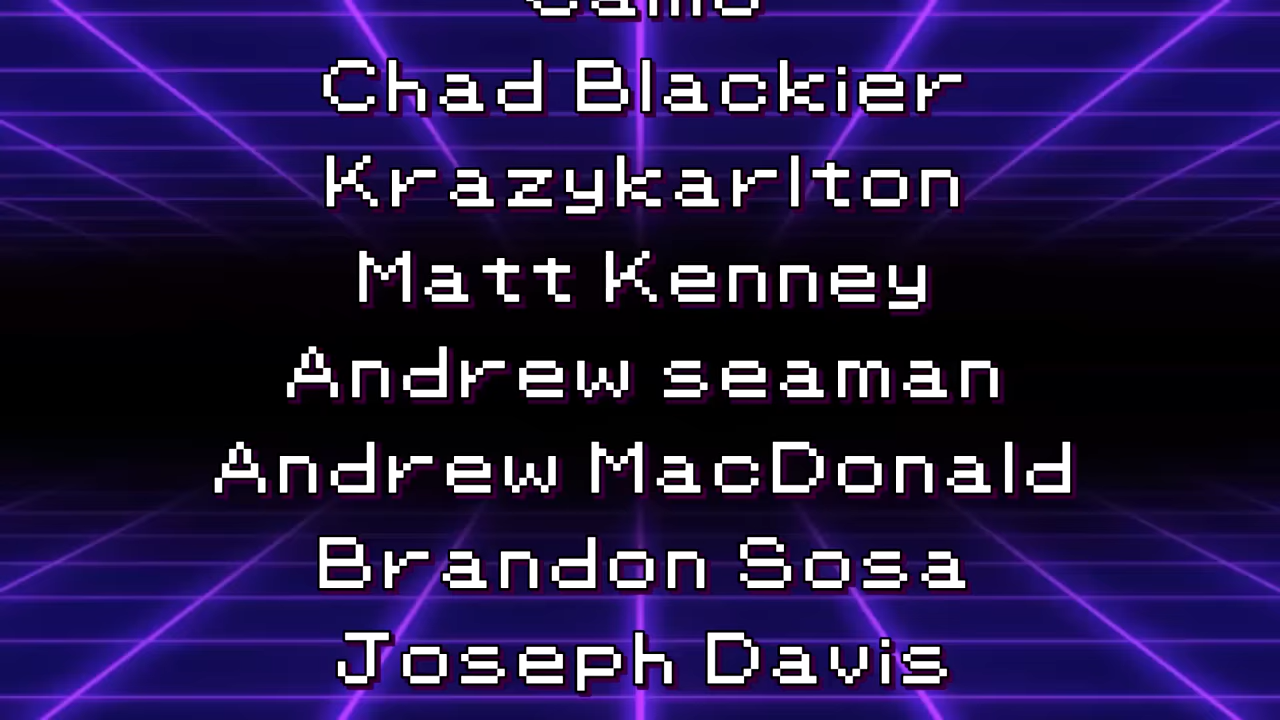 Chad Blackier
Krazykarlton
Matt Kenney
Andrew seaman
Andrew MacDonald
Brandon Sosa
Joseph Davis